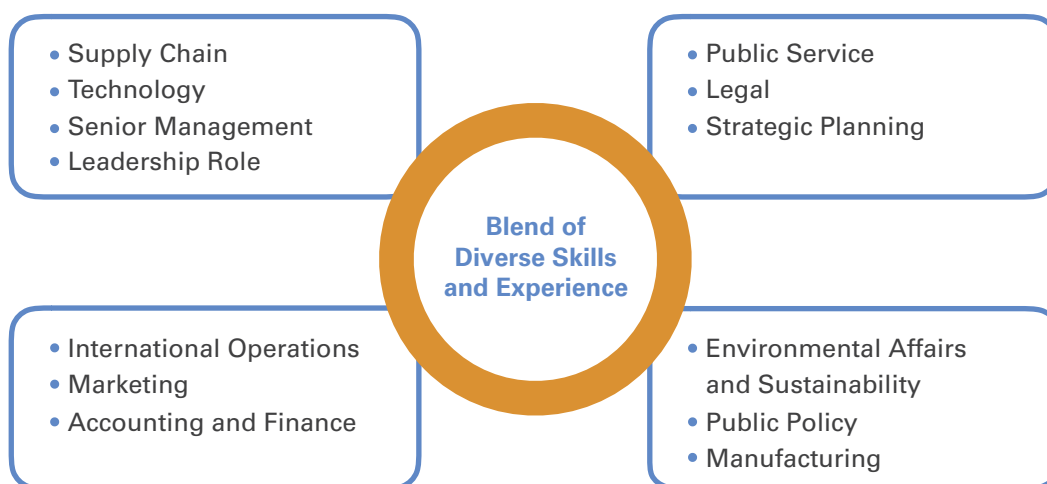 • Supply Chain
• Technology
• Senior Management
• Leadership Role
• Public Service
• Legal
• Strategic Planning
Blend of
Diverse Skills
and Experience
• International Operations
• Marketing
• Accounting and Finance
• Environmental Affairs
and Sustainability
• Public Policy
• Manufacturing